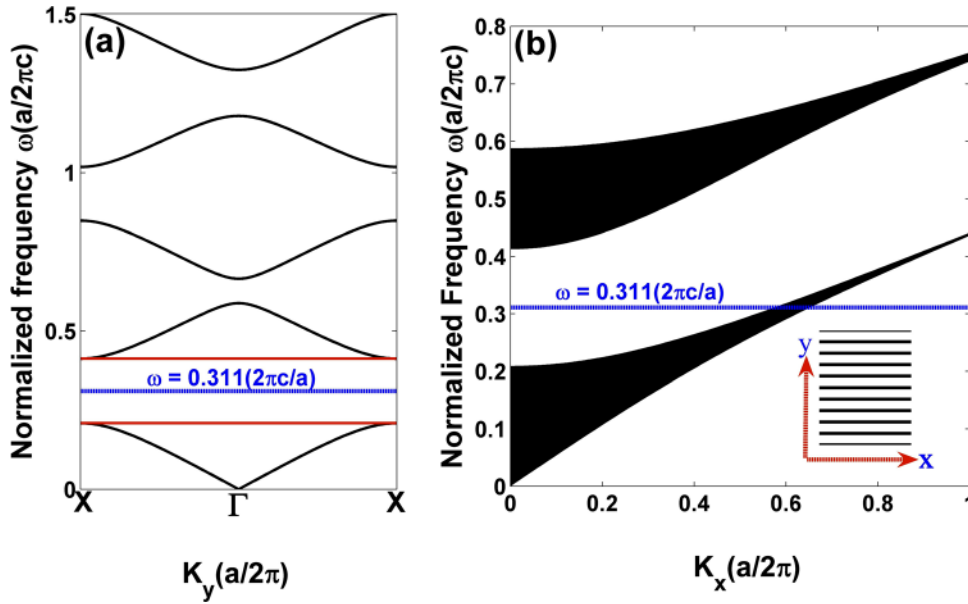 (a)
Normalized frequency ω(a/2πc)
1.5
1
0.5
0
ω = 0.311(2πc/a)
X
Γ
X
K_y(a/2π)
(b)
Normalized Frequency ω(a/2πc)
0.8
0.7
0.6
0.5
0.4
0.3
0.2
0.1
0
ω = 0.311(2πc/a)
y
x
0
0.2
0.4
0.6
0.8
1
K_x(a/2π)